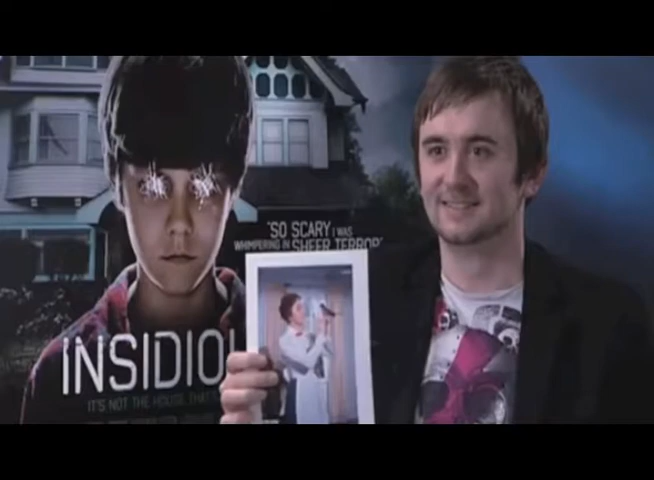 "SO SCARY I WAS
WHIMPERING IN SHEER TERROR"
INSIDIOU
IT'S NOT THE HOUSE THAT'S